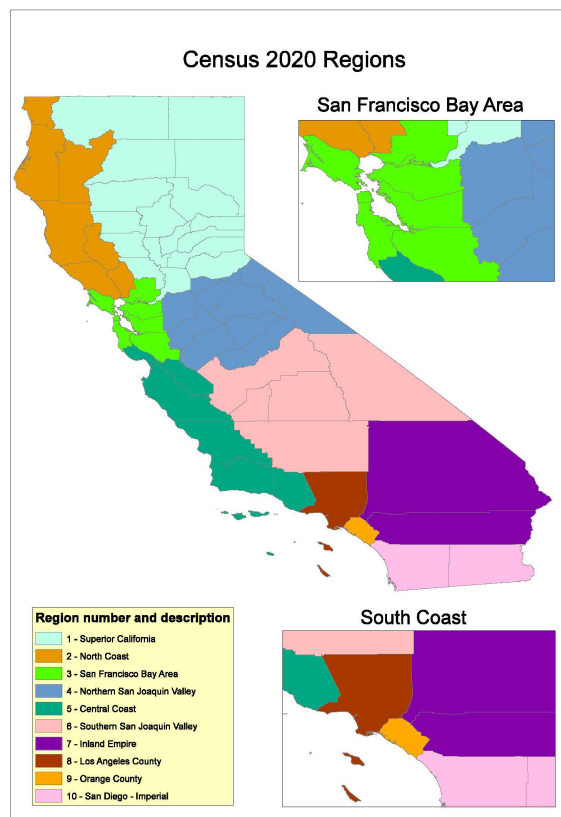 Census 2020 Regions
San Francisco Bay Area
South Coast
Region number and description
1 - Superior California
2 - North Coast
3 - San Francisco Bay Area
4 - Northern San Joaquin Valley
5 - Central Coast
6 - Southern San Joaquin Valley
7 - Inland Empire
8 - Los Angeles County
9 - Orange County
10 - San Diego - Imperial